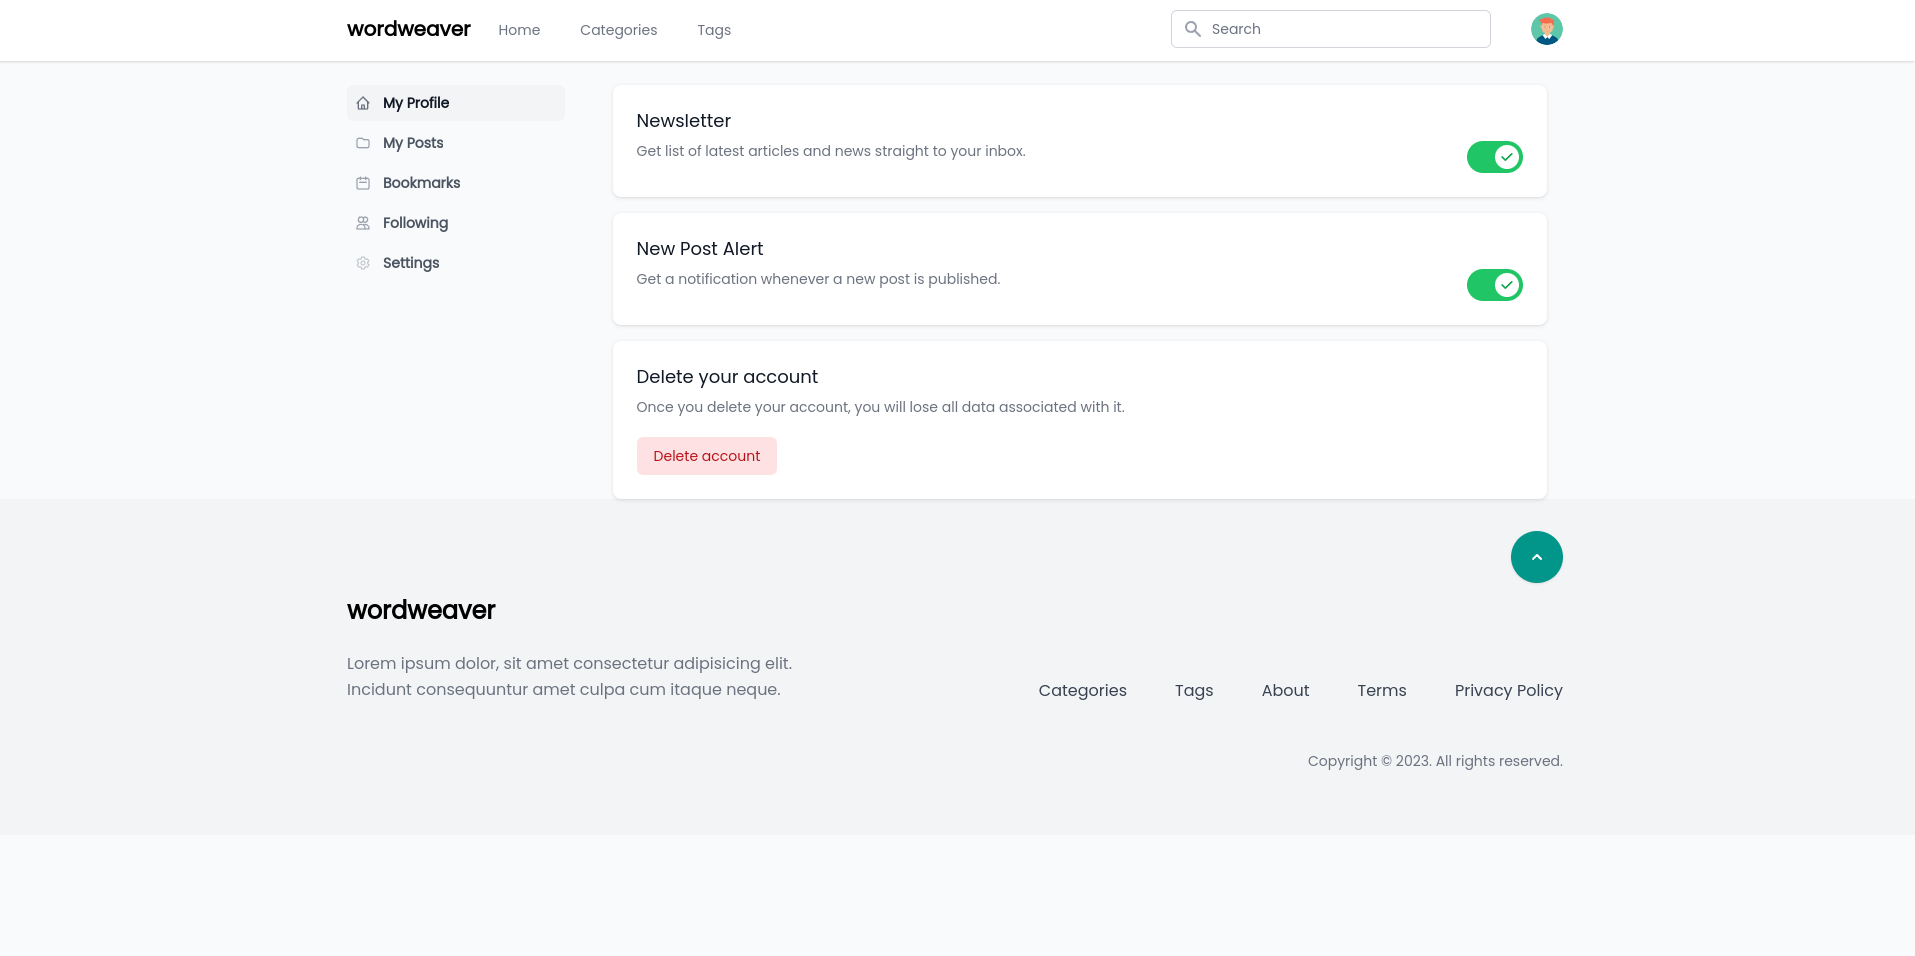 wordweaver
Home
Categories
Tags
Search
My Profile
My Posts
Bookmarks
Following
Settings
Newsletter
Get list of latest articles and news straight to your inbox.
New Post Alert
Get a notification whenever a new post is published.
Delete your account
Once you delete your account, you will lose all data associated with it.
Delete account
wordweaver
Lorem ipsum dolor, sit amet consectetur adipisicing elit.
Incidunt consequuntur amet culpa cum itaque neque.
Categories
Tags
About
Terms
Privacy Policy
Copyright © 2023. All rights reserved.